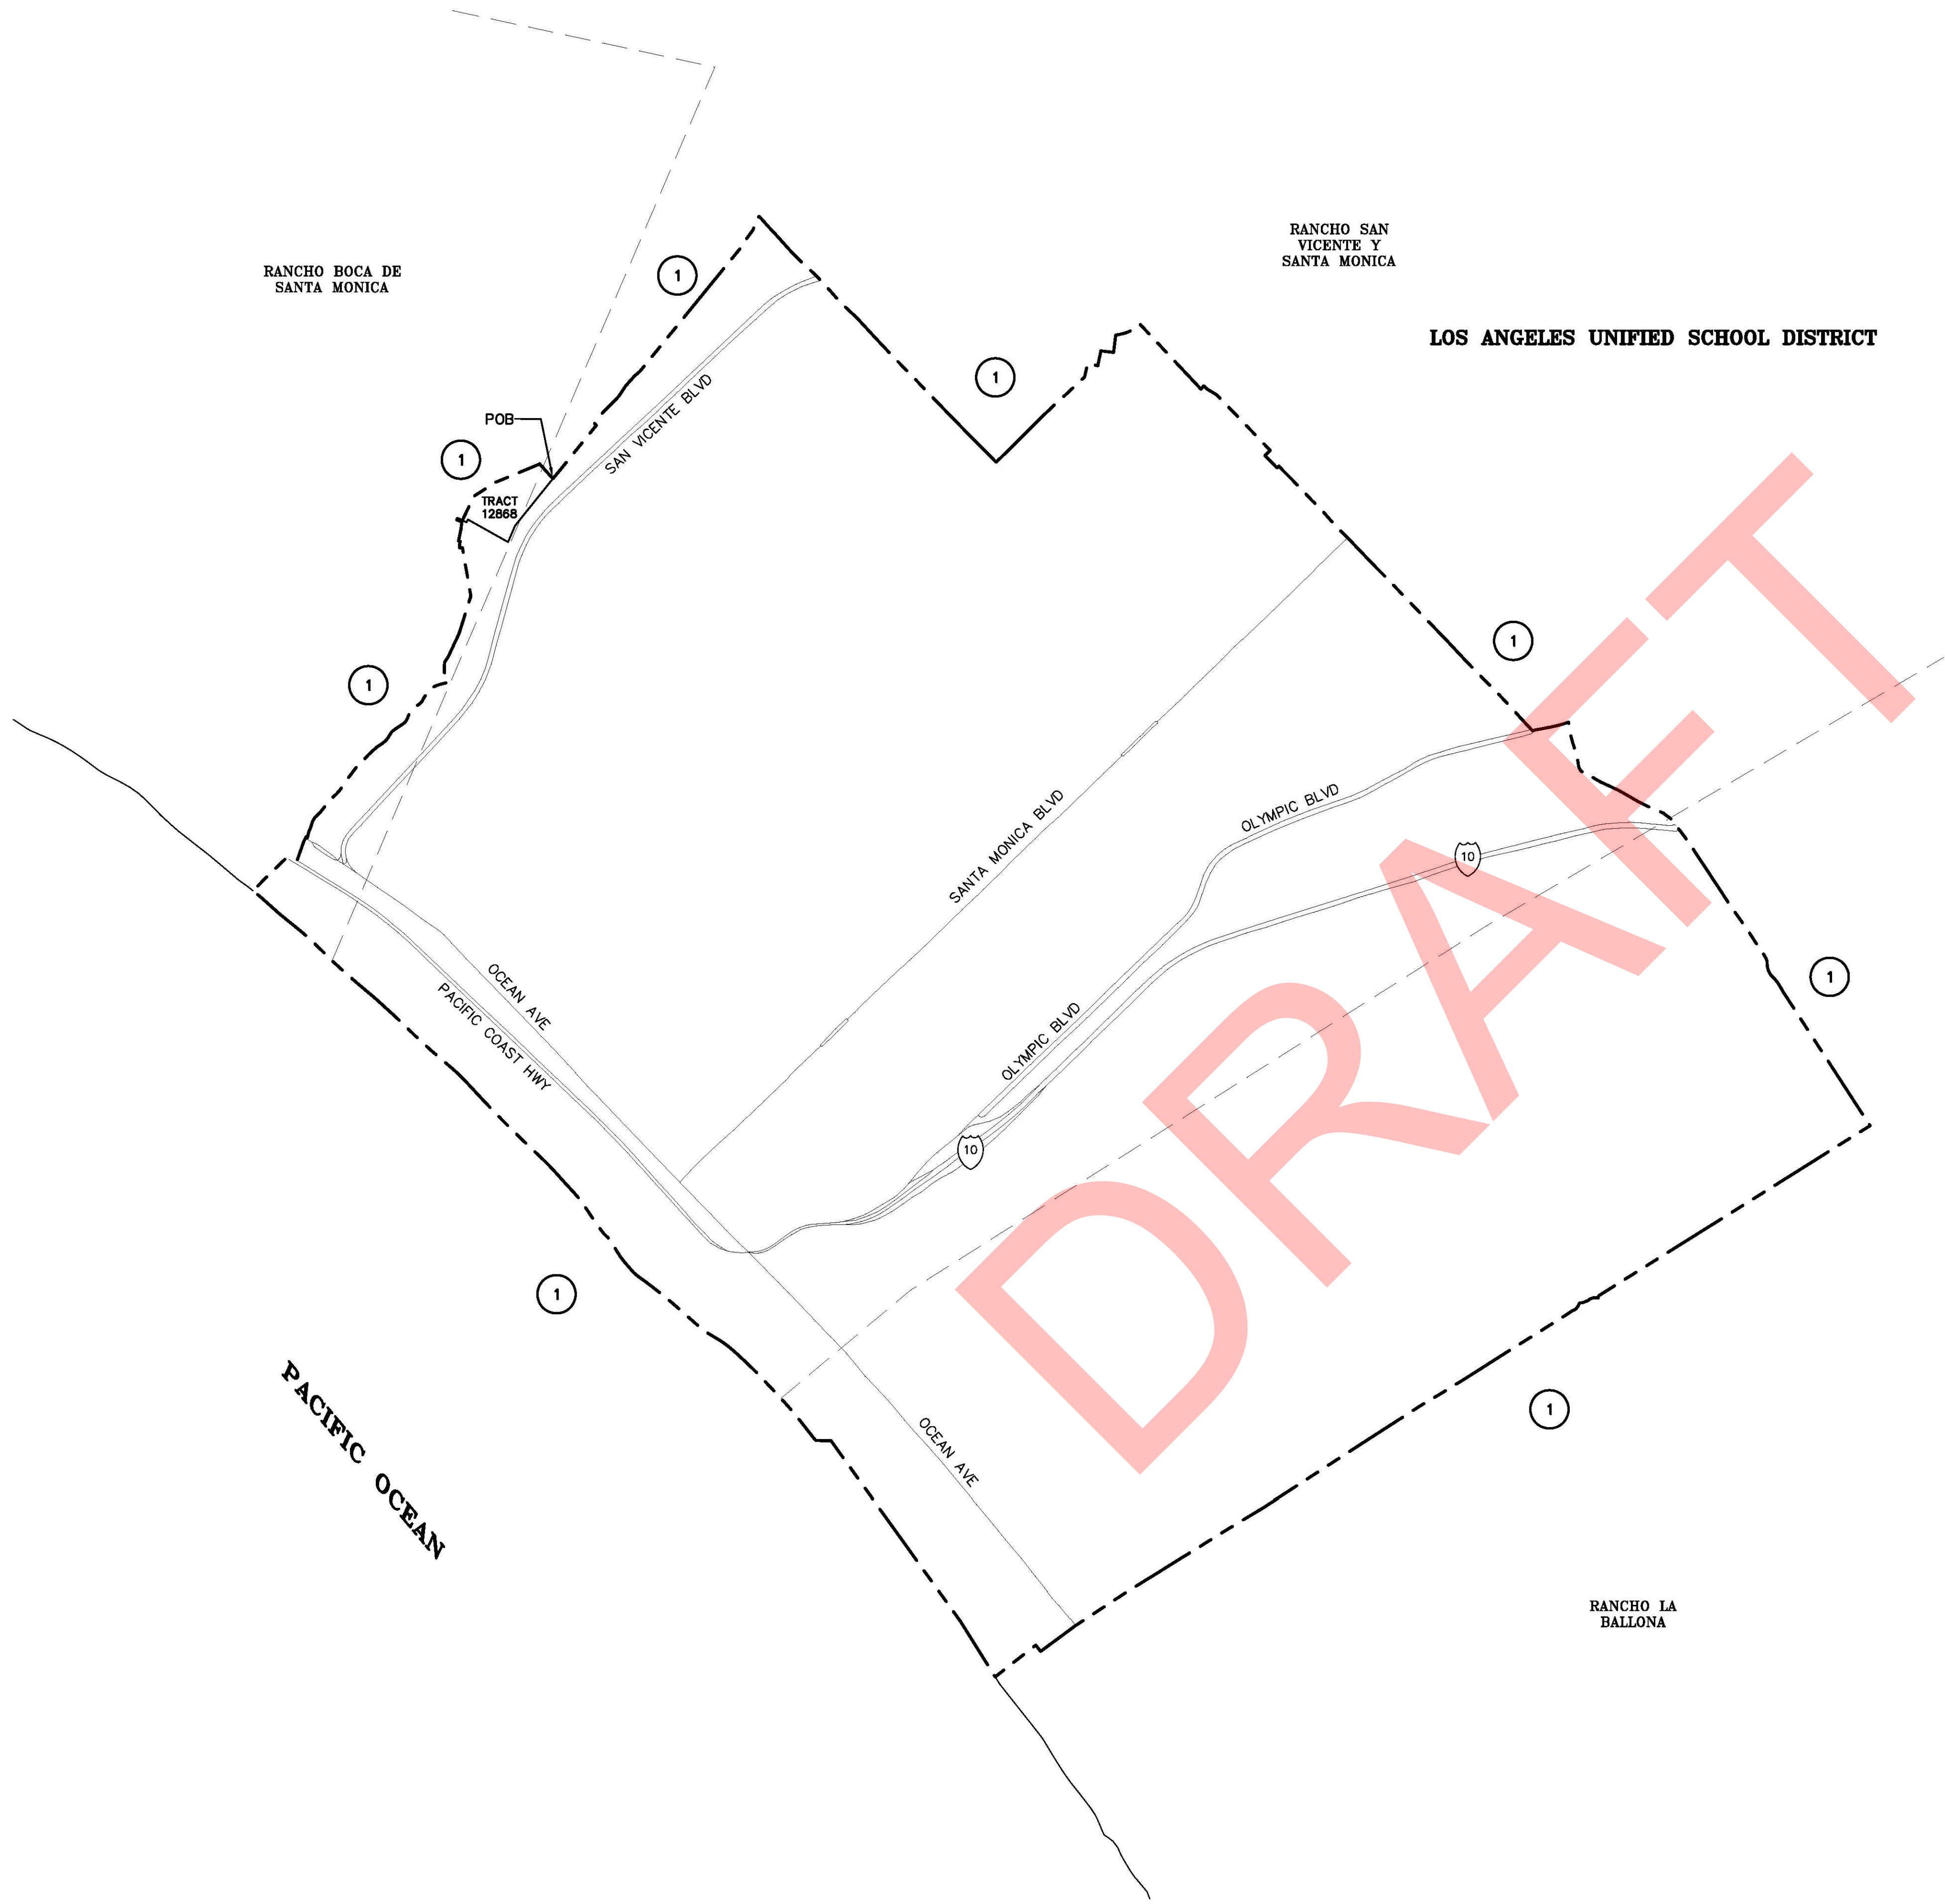 RANCHO SAN
VICENTE Y
SANTA MONICA
RANCHO BOCA DE
SANTA MONICA
1
LOS ANGELES UNIFIED SCHOOL DISTRICT
1
SAN VICENTE BLVD
POB
1
TRACT
12868
1
1
SANTA MONICA BLVD
OLYMPIC BLVD
10
1
OCEAN AVE
PACIFIC COAST HWY
OLYMPIC BLVD
10
DRAFT
1
PACIFIC OCEAN
1
OCEAN AVE
RANCHO LA
BALLONA